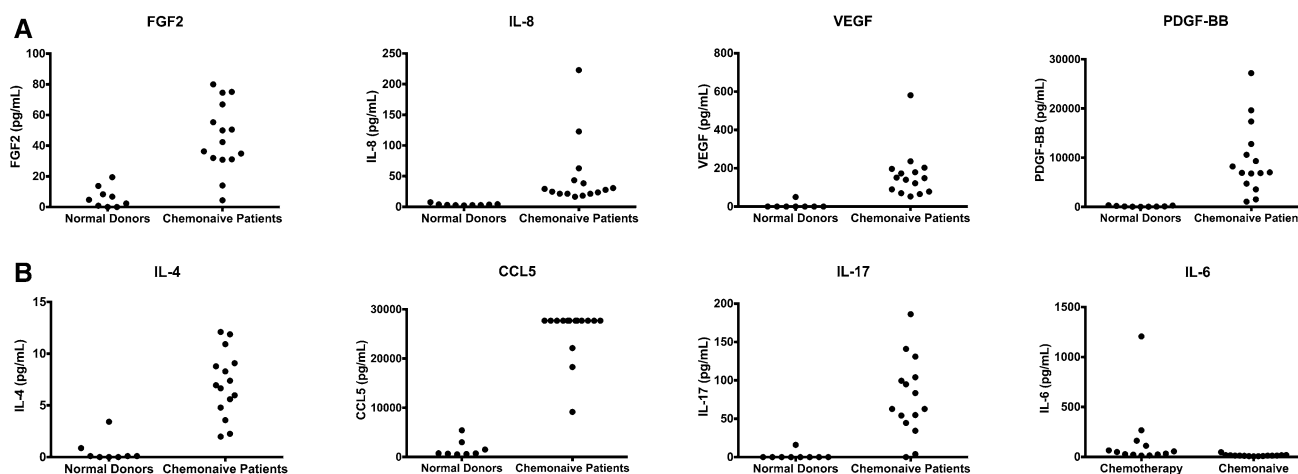 A
FGF2
FGF2 (pg/mL)
100
80
60
40
20
0
Normal Donors Chemonaive Patients
IL-8
IL-8 (pg/mL)
250
200
150
100
50
0
Normal Donors Chemonaive Patients
VEGF
VEGF (pg/mL)
800
600
400
200
0
Normal Donors Chemonaive Patients
PDGF-BB
PDGF-BB (pg/mL)
30000
20000
10000
0
Normal Donors Chemonaive Patien
B
IL-4
IL-4 (pg/mL)
15
10
5
0
Normal Donors Chemonaive Patients
CCL5
CCL5 (pg/mL)
30000
20000
10000
0
Normal Donors Chemonaive Patients
IL-17
IL-17 (pg/mL)
200
150
100
50
0
Normal Donors Chemonaive Patients
IL-6
IL-6 (pg/mL)
1500
1000
500
0
Chemotherapy Chemonaive